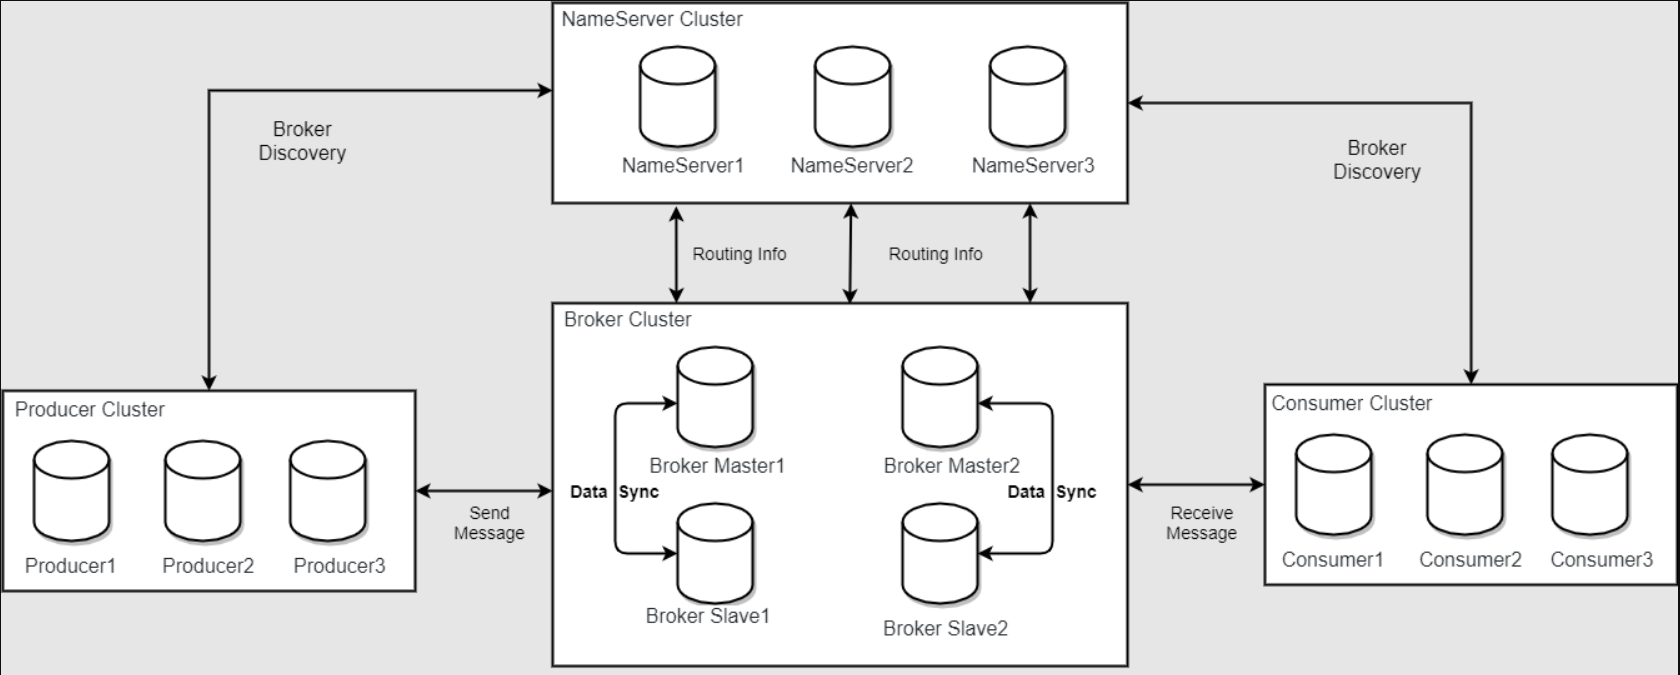 NameServer Cluster
NameServer1
NameServer2
NameServer3
Broker
Discovery
Broker
Discovery
Routing Info
Routing Info
Broker Cluster
Broker Master1
Broker Master2
Data Sync
Data Sync
Broker Slave1
Broker Slave2
Producer Cluster
Producer1
Producer2
Producer3
Send
Message
Receive
Message
Consumer Cluster
Consumer1
Consumer2
Consumer3